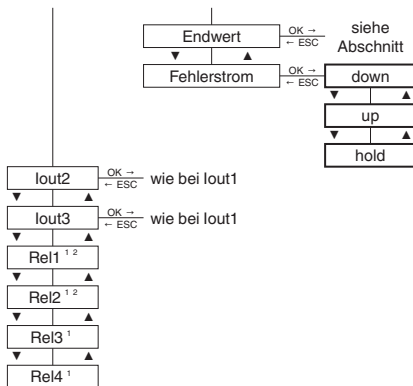 Endwert
OK →
← ESC
siehe
Abschnitt
▼ ▲
Fehlerstrom
OK →
← ESC
down
▼ ▲
up
▼ ▲
hold
Iout2
OK →
← ESC
wie bei Iout1
▼ ▲
Iout3
OK →
← ESC
wie bei Iout1
▼ ▲
Rel1 ¹ ²
▼ ▲
Rel2 ¹ ²
▼ ▲
Rel3 ¹
▼ ▲
Rel4 ¹